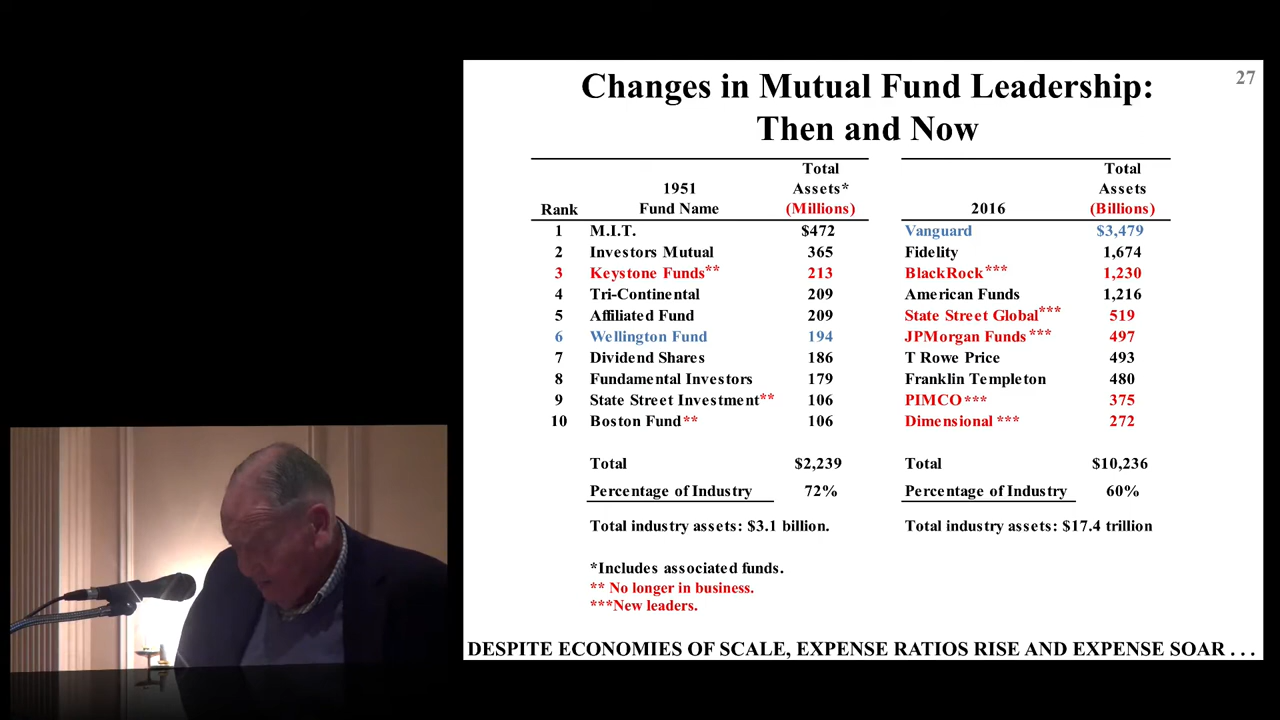 27
Changes in Mutual Fund Leadership:
Then and Now
Total Total
1951 Assets* Assets
Rank Fund Name (Millions) 2016 (Billions)
1 M.I.T. $472 Vanguard $3,479
2 Investors Mutual 365 Fidelity 1,674
3 Keystone Funds** 213 BlackRock*** 1,230
4 Tri-Continental 209 American Funds 1,216
5 Affiliated Fund 209 State Street Global*** 519
6 Wellington Fund 194 JPMorgan Funds*** 497
7 Dividend Shares 186 T Rowe Price 493
8 Fundamental Investors 179 Franklin Templeton 480
9 State Street Investment** 106 PIMCO*** 375
10 Boston Fund** 106 Dimensional *** 272
Total $2,239 Total $10,236
Percentage of Industry 72% Percentage of Industry 60%
Total industry assets: $3.1 billion. Total industry assets: $17.4 trillion
*Includes associated funds.
** No longer in business.
***New leaders.
DESPITE ECONOMIES OF SCALE, EXPENSE RATIOS RISE AND EXPENSE SOAR . . .